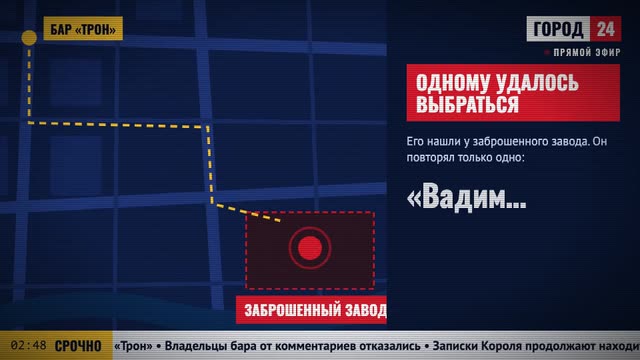 БАР «ТРОН»
ГОРОД 24
ПРЯМОЙ ЭФИР
ОДНОМУ УДАЛОСЬ
ВЫБРАТЬСЯ
Его нашли у заброшенного завода. Он
повторял только одно:
«Вадим...
ЗАБРОШЕННЫЙ ЗАВОД
02:48 СРОЧНО «Трон» • Владельцы бара от комментариев отказались • Записки Короля продолжают находи